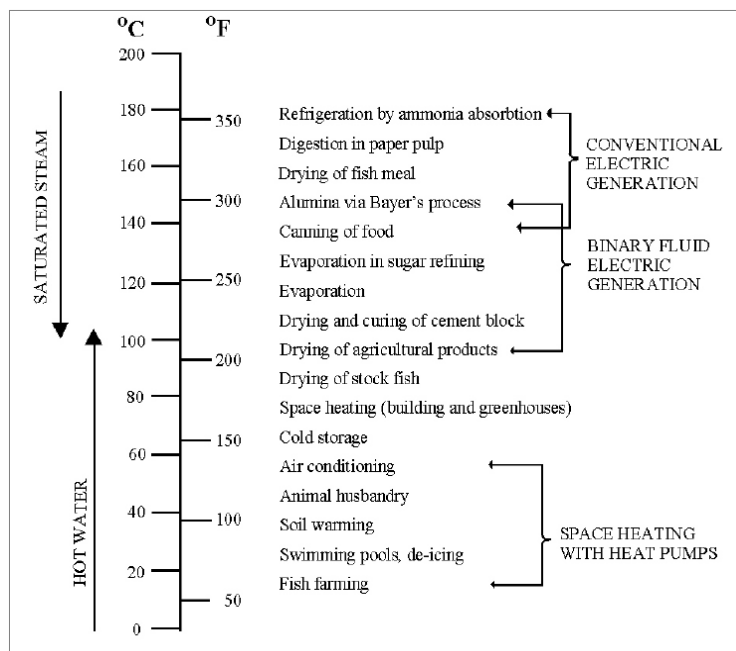 °C
°F
200
180
160
140
120
100
80
60
40
20
0
350
300
250
200
150
100
50
SATURATED STEAM
HOT WATER
Refrigeration by ammonia absorbtion
Digestion in paper pulp
Drying of fish meal
Alumina via Bayer's process
Canning of food
Evaporation in sugar refining
Evaporation
Drying and curing of cement block
Drying of agricultural products
Drying of stock fish
Space heating (building and greenhouses)
Cold storage
Air conditioning
Animal husbandry
Soil warming
Swimming pools, de-icing
Fish farming
CONVENTIONAL
ELECTRIC
GENERATION
BINARY FLUID
ELECTRIC
GENERATION
SPACE HEATING
WITH HEAT PUMPS